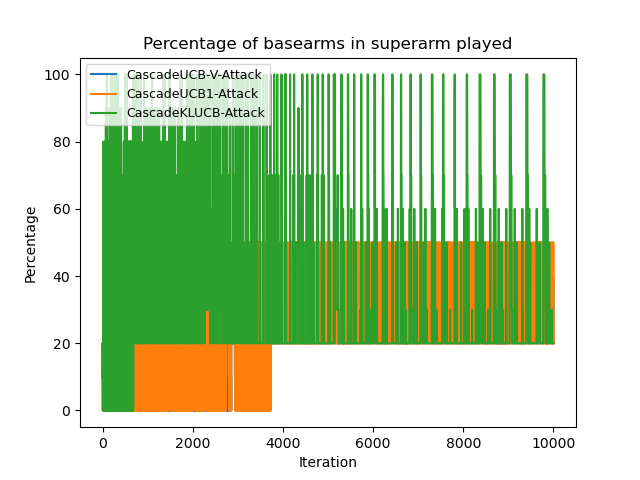 Percentage of basearms in superarm played
CascadeUCB-V-Attack
CascadeUCB1-Attack
CascadeKLUCB-Attack
Percentage
100
80
60
40
20
0
0 2000 4000 6000 8000 10000
Iteration